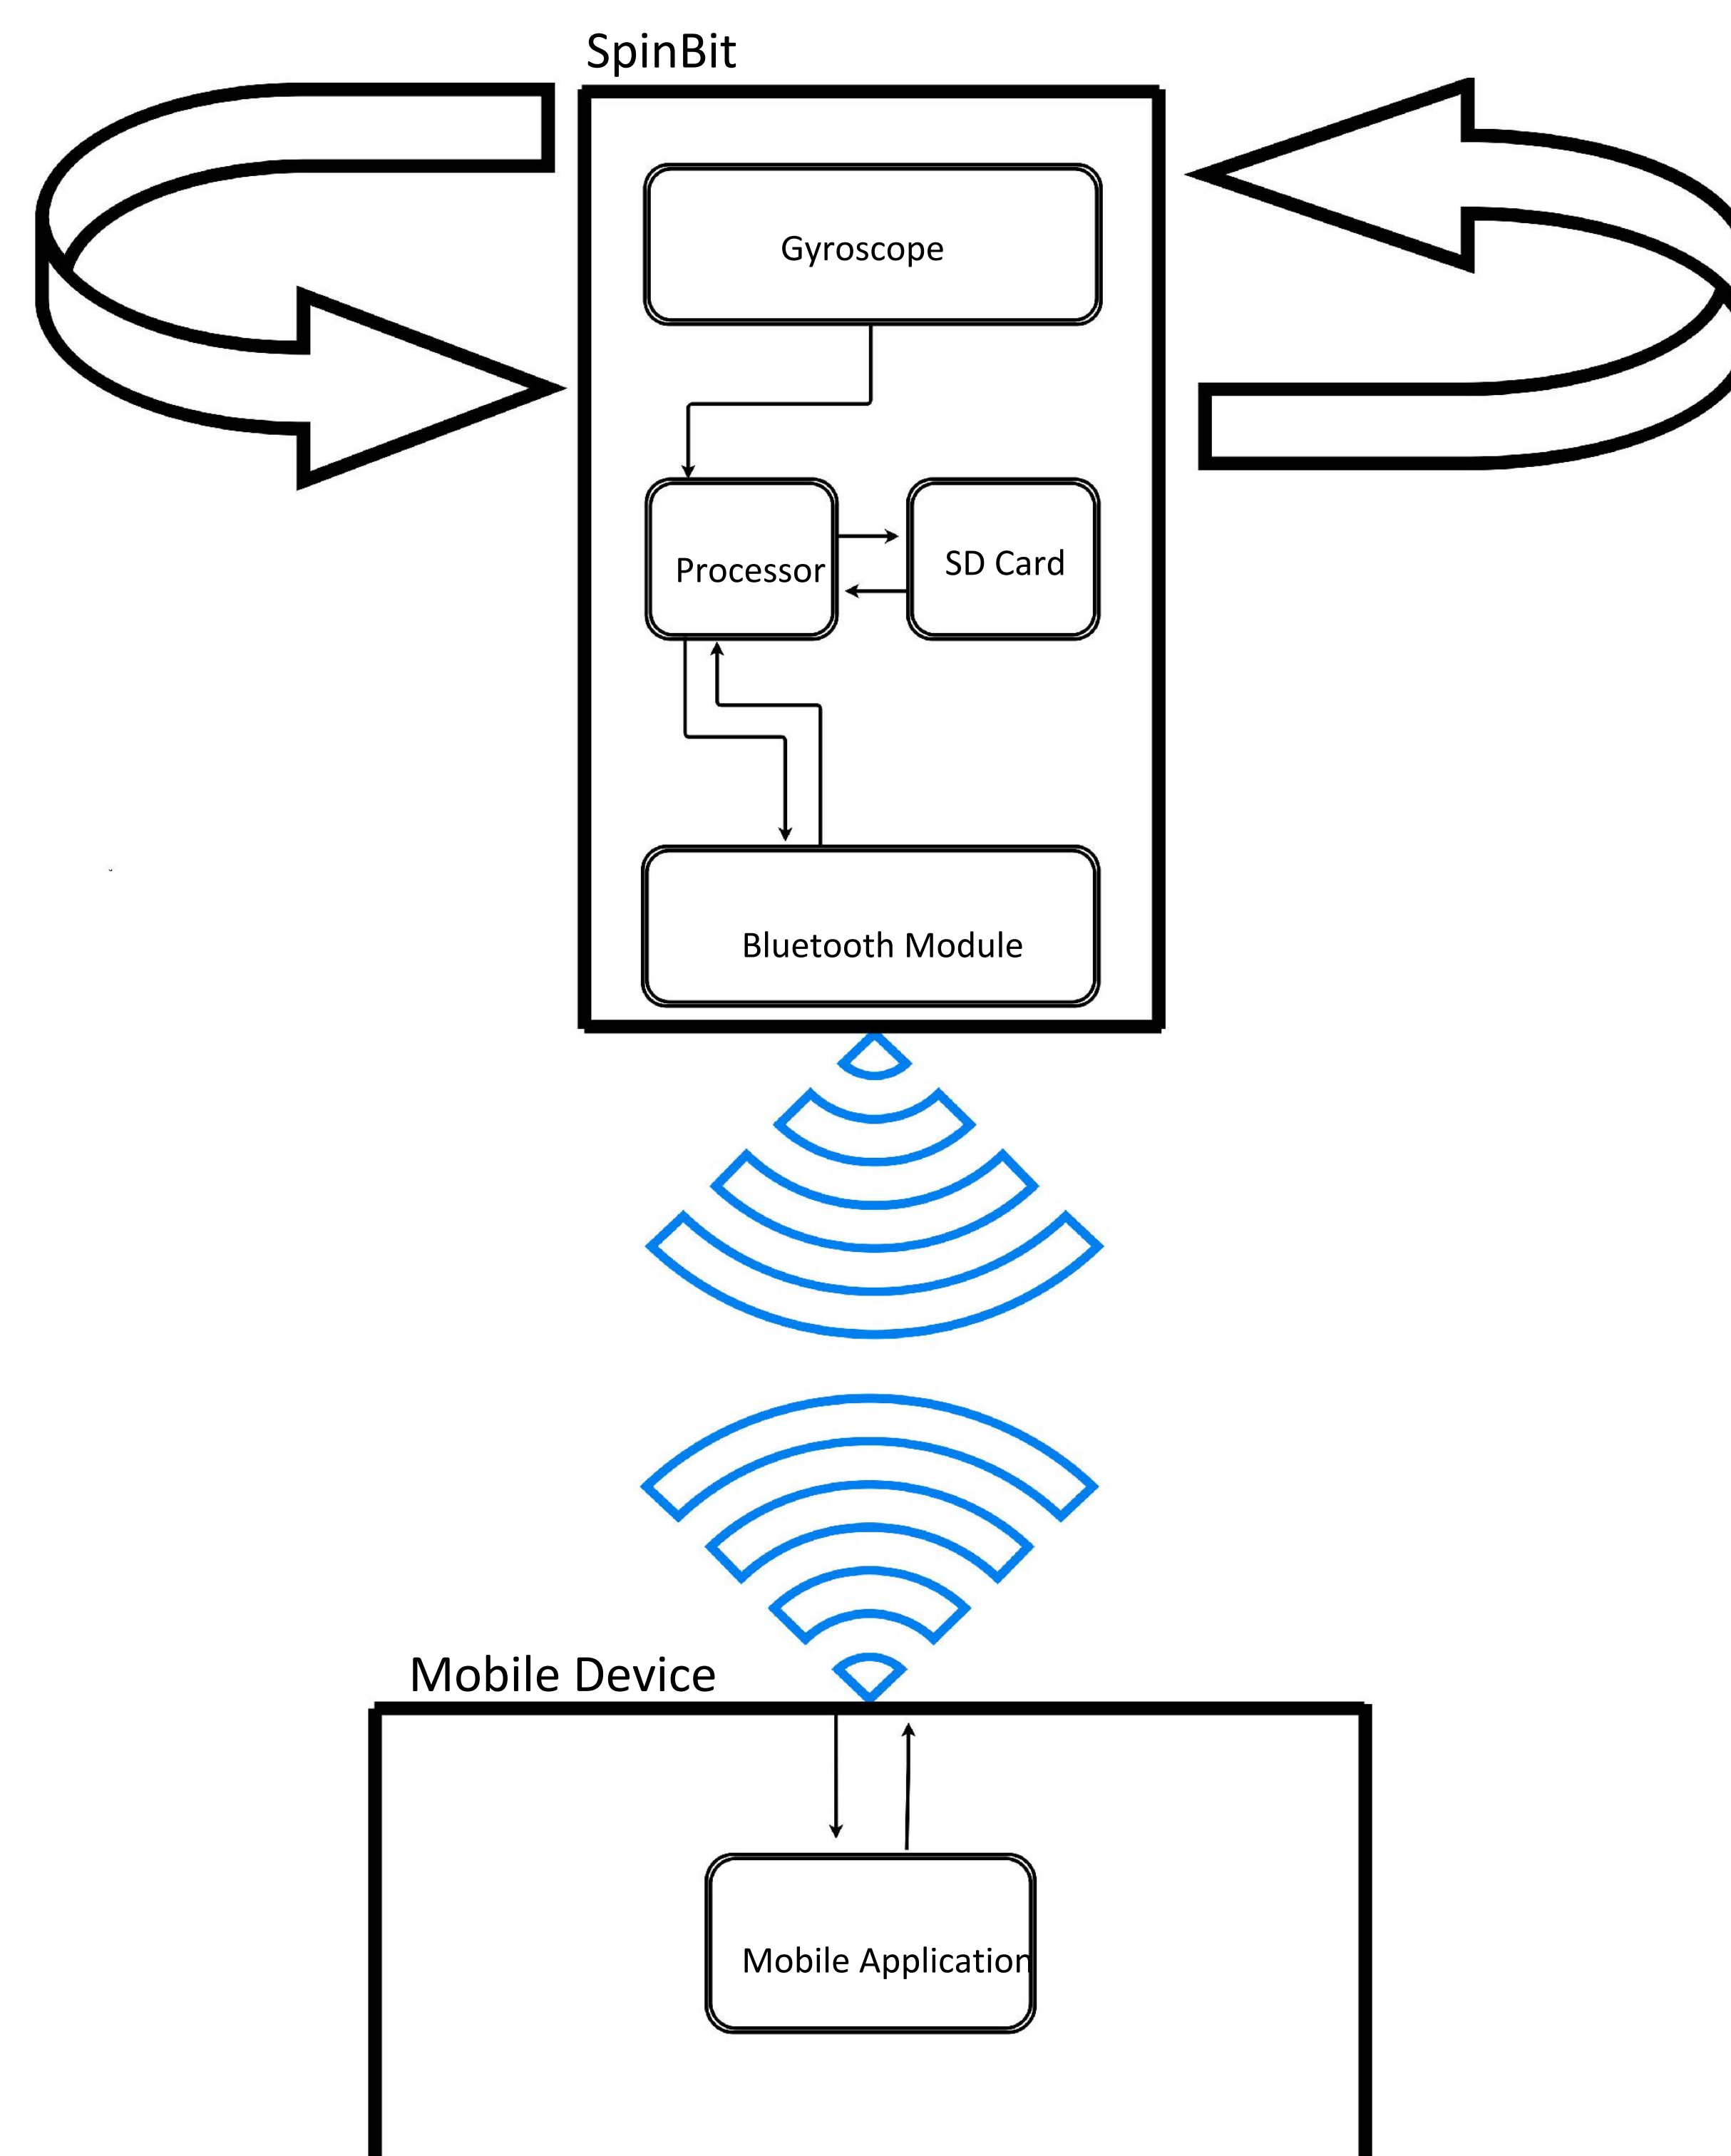 SpinBit
Gyroscope
Processor
SD Card
Bluetooth Module
Mobile Device
Mobile Application